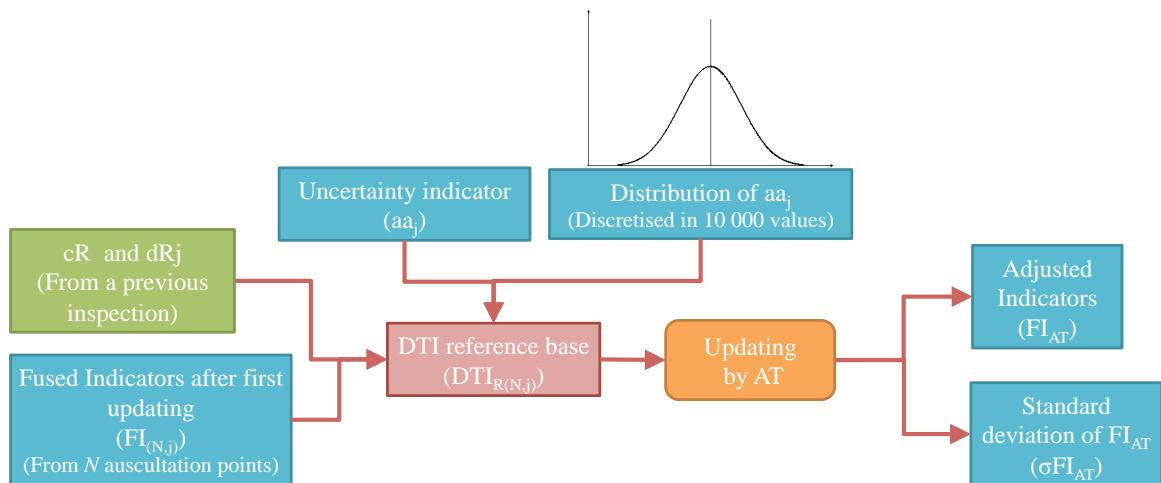 Uncertainty indicator
(aaj)
Distribution of aaj
(Discretised in 10 000 values)
cR and dRj
(From a previous
inspection)
Fused Indicators after first
updating
(FI(N,j))
(From N auscultation points)
DTI reference base
(DTIR(N,j))
Updating
by AT
Adjusted
Indicators
(FIAT)
Standard
deviation of FIAT
(σFIAT)